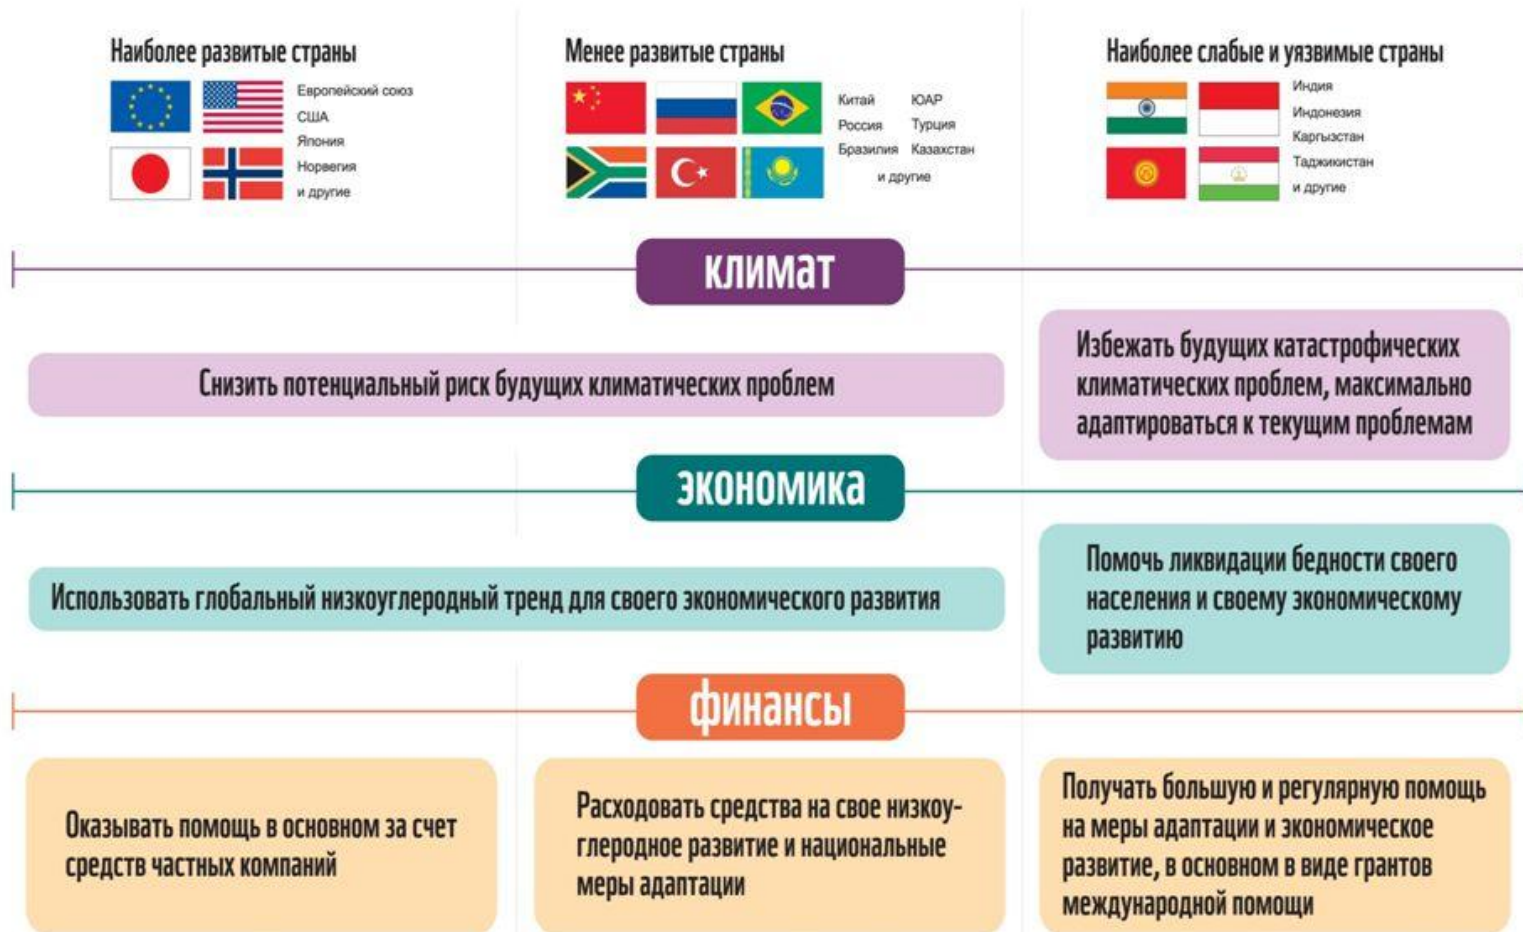 Наиболее развитые страны
Европейский союз
США
Япония
Норвегия
и другие
Менее развитые страны
Китай ЮАР
Россия Турция
Бразилия Казахстан
и другие
Наиболее слабые и уязвимые страны
Индия
Индонезия
Каргызстан
Таджикистан
и другие
климат
Снизить потенциальный риск будущих климатических проблем
Избежать будущих катастрофических
климатических проблем, максимально
адаптироваться к текущим проблемам
экономика
Использовать глобальный низкоуглеродный тренд для своего экономического развития
Помочь ликвидации бедности своего
населения и своему экономическому
развитию
финансы
Оказывать помощь в основном за счет
средств частных компаний
Расходовать средства на свое низкоу-
глеродное развитие и национальные
меры адаптации
Получать большую и регулярную помощь
на меры адаптации и экономическое
развитие, в основном в виде грантов
международной помощи